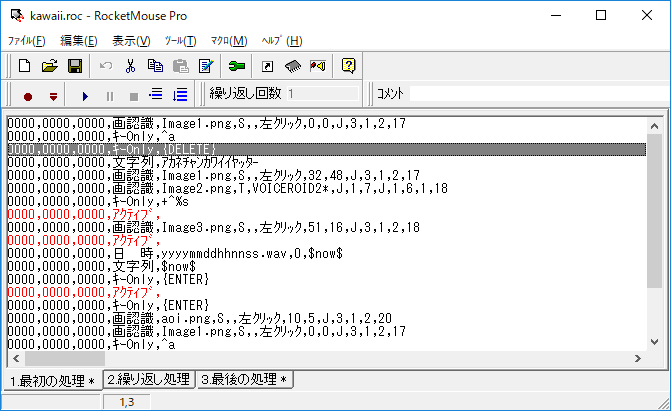 kawaii.roc - RocketMouse Pro
ﾌｧｲﾙ(F) 編集(E) 表示(V) ﾂｰﾙ(T) ﾏｸﾛ(M) ﾍﾙﾌﾟ(H)
繰り返し回数 1 コメント
0000,0000,0000,画認識,Image1.png,S,,左クリック,0,0,J,3,1,2,17
0000,0000,0000,キーOnly,^a
0000,0000,0000,キーOnly,{DELETE}
0000,0000,0000,文字列,ｱｶﾈﾁｬﾝｶﾜｲｲﾔｯﾀｰ
0000,0000,0000,画認識,Image1.png,S,,左クリック,32,48,J,3,1,2,17
0000,0000,0000,画認識,Image2.png,T,VOICEROID2*,J,1,7,J,1,6,1,18
0000,0000,0000,キーOnly,+^%s
0000,0000,0000,ｱｸﾃｨﾌﾞ,
0000,0000,0000,画認識,Image3.png,S,,左クリック,51,16,J,3,1,2,18
0000,0000,0000,ｱｸﾃｨﾌﾞ,
0000,0000,0000,日　時,yyyymmddhhnnss.wav,0,$now$
0000,0000,0000,文字列,$now$
0000,0000,0000,キーOnly,{ENTER}
0000,0000,0000,ｱｸﾃｨﾌﾞ,
0000,0000,0000,キーOnly,{ENTER}
0000,0000,0000,画認識,aoi.png,S,,左クリック,10,5,J,3,1,2,20
0000,0000,0000,画認識,Image1.png,S,,左クリック,0,0,J,3,1,2,17
0000,0000,0000,キーOnly,^a
1.最初の処理 * 2.繰り返し処理 3.最後の処理 *
1,3